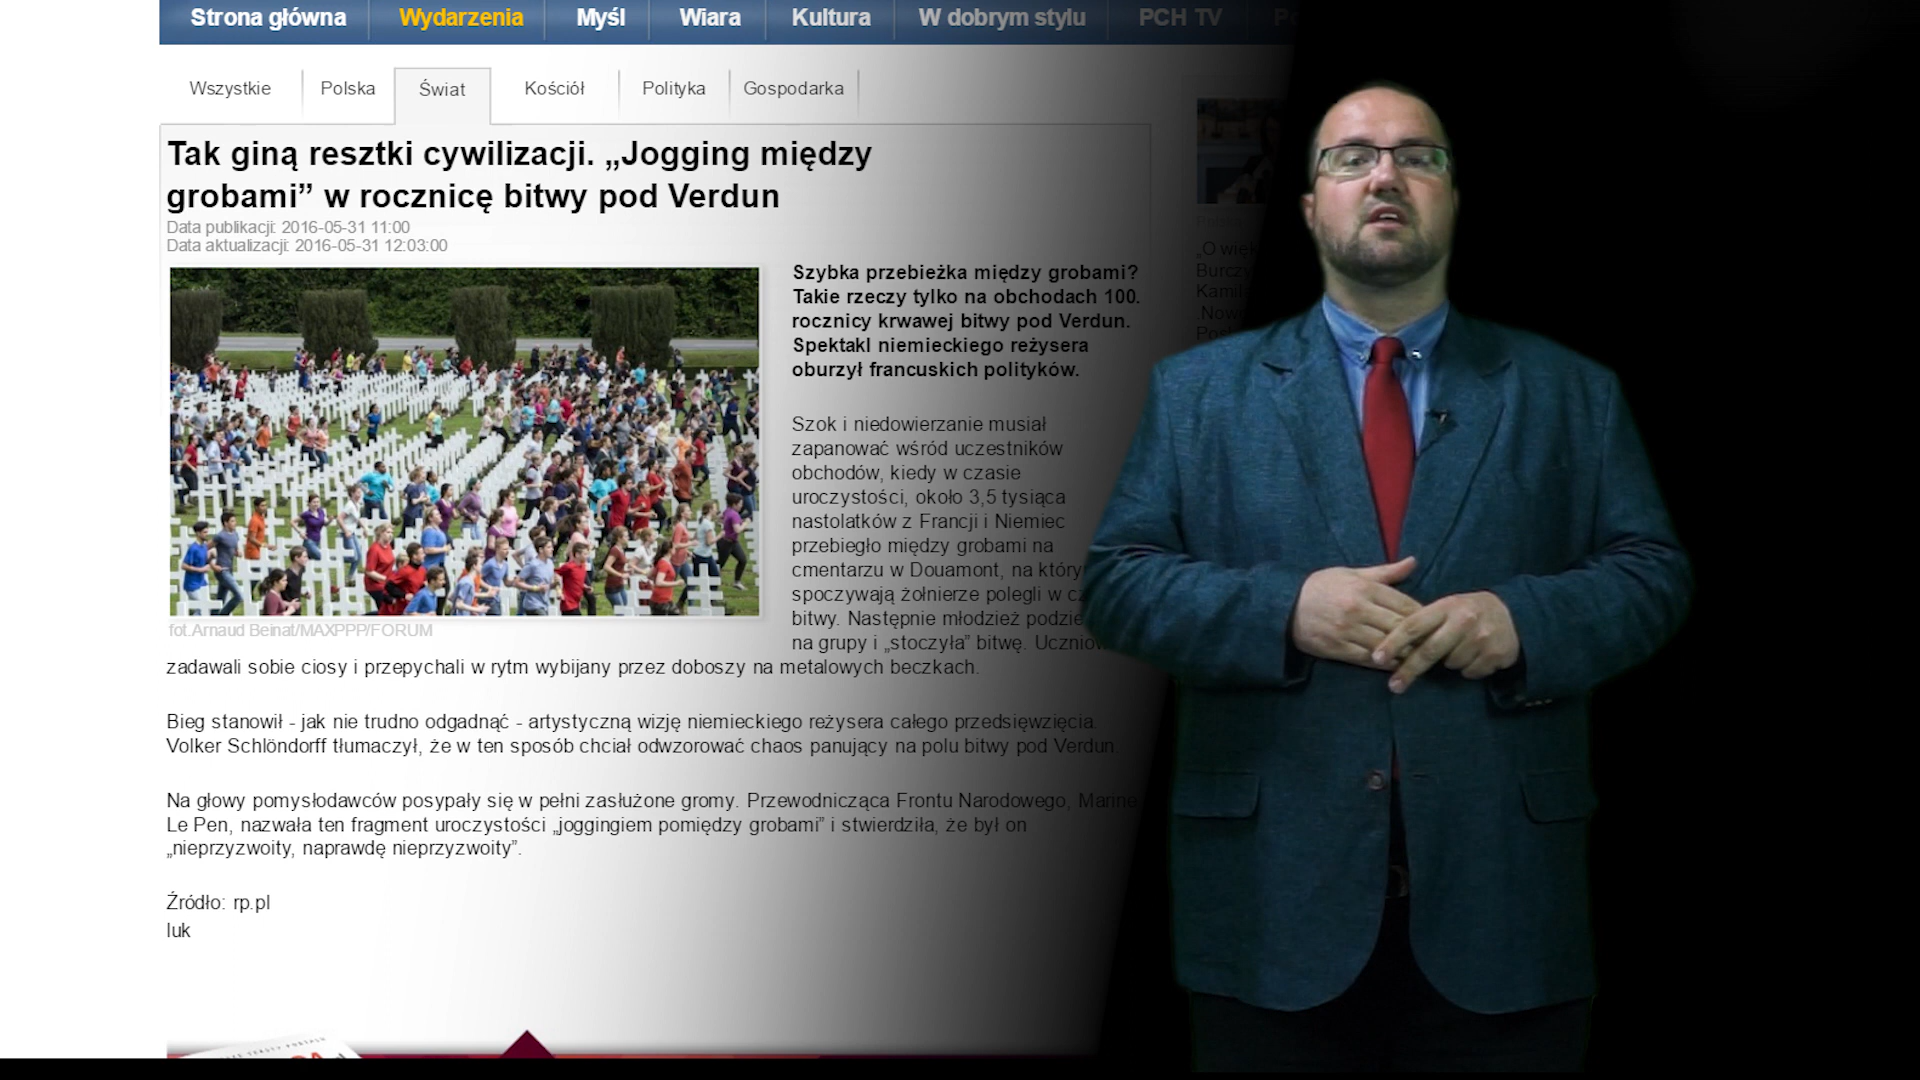 Strona główna Wydarzenia Myśl Wiara Kultura W dobrym stylu PCH TV
Wszystkie Polska Świat Kościół Polityka Gospodarka
Tak giną resztki cywilizacji. „Jogging między
grobami” w rocznicę bitwy pod Verdun
Data publikacji: 2016-05-31 11:00
Data aktualizacji: 2016-05-31 12:03:00
Szybka przebieżka między grobami?
Takie rzeczy tylko na obchodach 100.
rocznicy krwawej bitwy pod Verdun.
Spektakl niemieckiego reżysera
oburzył francuskich polityków.
Szok i niedowierzanie musiał
zapanować wśród uczestników
obchodów, kiedy w czasie
uroczystości, około 3,5 tysiąca
nastolatków z Francji i Niemiec
przebiegło między grobami na
cmentarzu w Douamont, na
spoczywają żołnierze polegli w
bitwy. Następnie młodzież
na grupy i „stoczyła” bitwę.
fot.Arnaud Beinat/MAXPPP/FORUM
zadawali sobie ciosy i przepychali w rytm wybijany przez doboszy na metalowych beczkach.
Bieg stanowił - jak nie trudno odgadnąć - artystyczną wizję niemieckiego reżysera całego przedsięwzięcia.
Volker Schlöndorff tłumaczył, że w ten sposób chciał odwzorować chaos panujący na polu bitwy pod Verdun.
Na głowy pomysłodawców posypały się w pełni zasłużone gromy. Przewodnicząca Frontu Narodowego, Marine
Le Pen, nazwała ten fragment uroczystości „joggingiem pomiędzy grobami” i stwierdziła, że był on
„nieprzyzwoity, naprawdę nieprzyzwoity”.
Źródło: rp.pl
luk